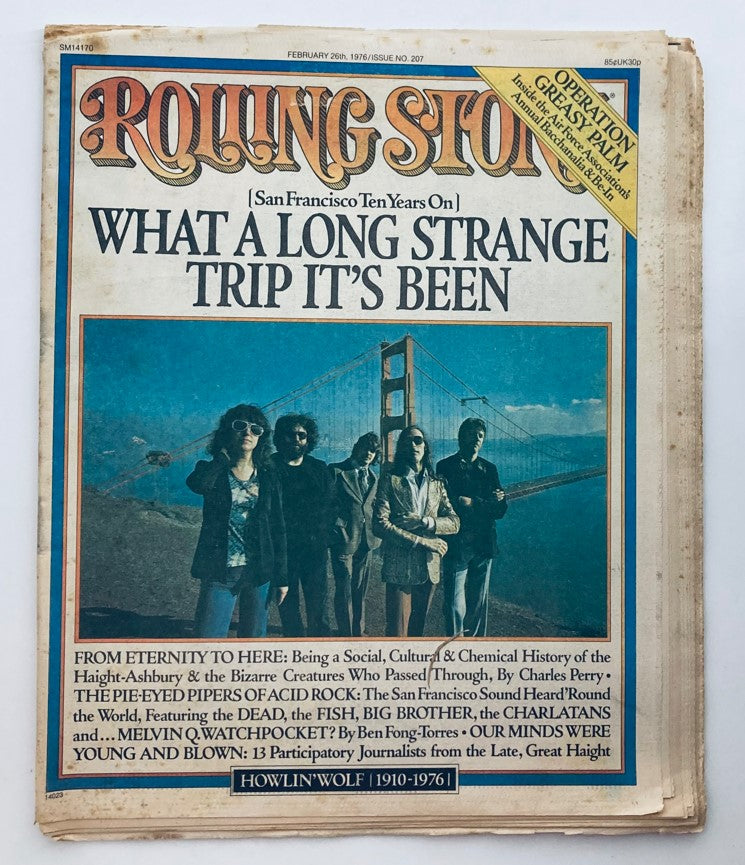 SM14170
FEBRUARY 26th, 1976/ISSUE NO. 207
85¢UK30p
ROLLING STON
®
OPERATION
GREASY PALM
Inside the Air Force Association's
Annual Bacchanalia & Be-In
[San Francisco Ten Years On]
WHAT A LONG STRANGE
TRIP IT'S BEEN
FROM ETERNITY TO HERE: Being a Social, Cultural & Chemical History of the
Haight-Ashbury & the Bizarre Creatures Who Passed Through, By Charles Perry •
THE PIE-EYED PIPERS OF ACID ROCK: The San Francisco Sound Heard 'Round
the World, Featuring the DEAD, the FISH, BIG BROTHER, the CHARLATANS
and... MELVIN Q. WATCHPOCKET? By Ben Fong-Torres • OUR MINDS WERE
YOUNG AND BLOWN: 13 Participatory Journalists from the Late, Great Haight
HOWLIN' WOLF [1910-1976]
14023